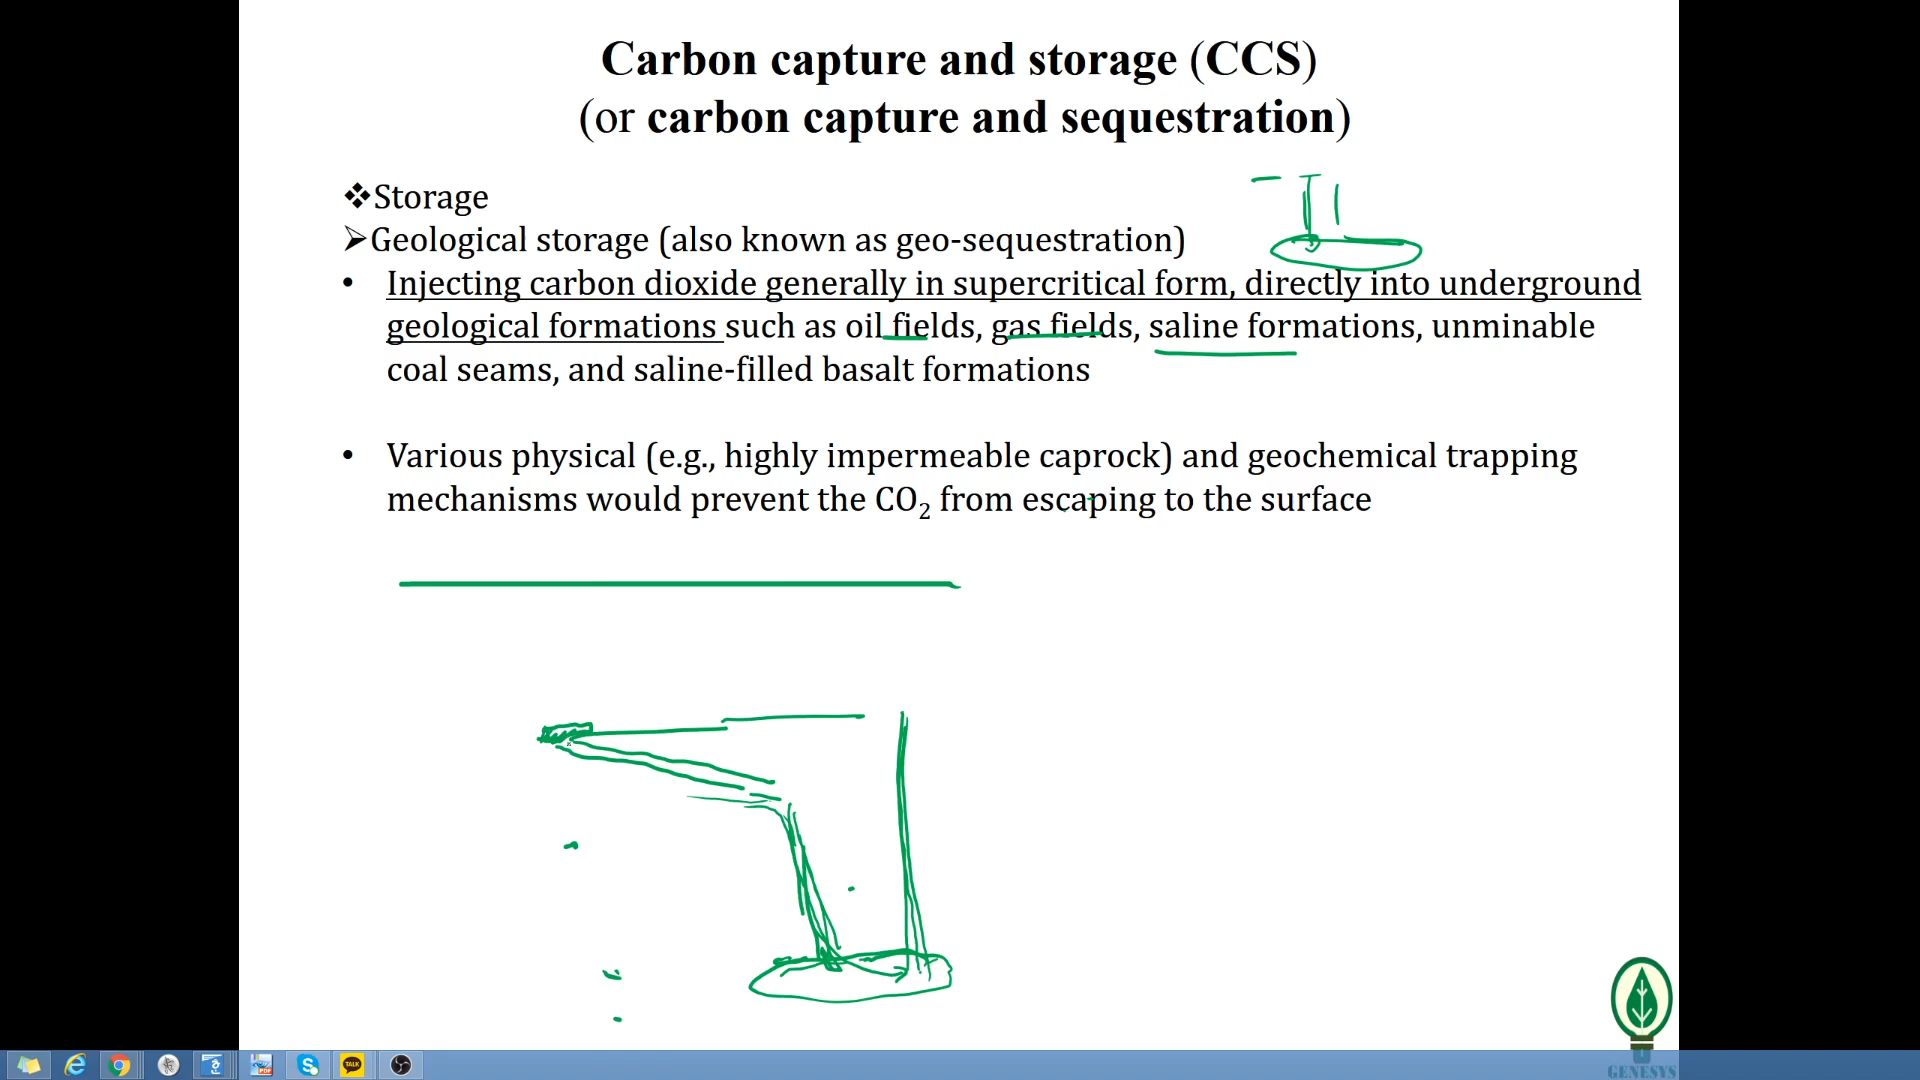 Carbon capture and storage (CCS)
(or carbon capture and sequestration)
❖Storage
➢Geological storage (also known as geo-sequestration)
• Injecting carbon dioxide generally in supercritical form, directly into underground
geological formations such as oil fields, gas fields, saline formations, unminable
coal seams, and saline-filled basalt formations
• Various physical (e.g., highly impermeable caprock) and geochemical trapping
mechanisms would prevent the CO₂ from escaping to the surface
GENESYS
TALK
PDF